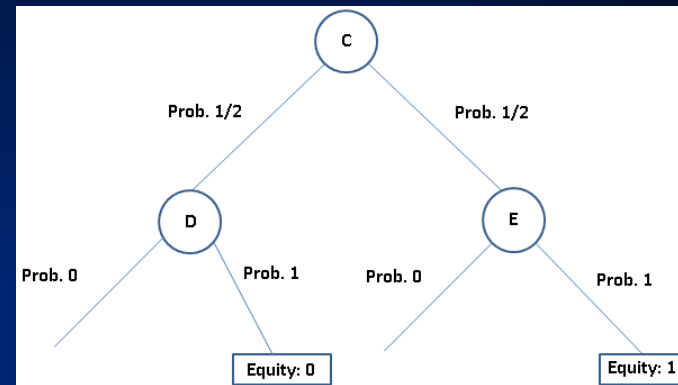 C
Prob. 1/2
Prob. 1/2
D
E
Prob. 0
Prob. 1
Prob. 0
Prob. 1
Equity: 0
Equity: 1